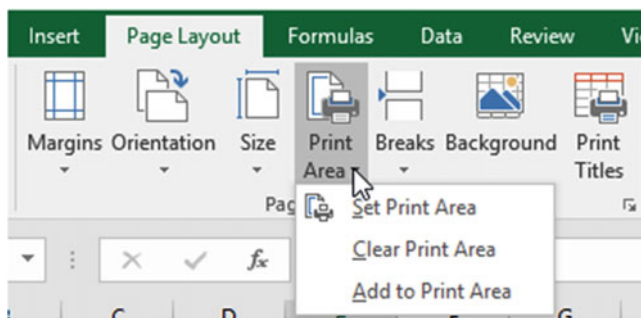 Insert Page Layout Formulas Data Review
Margins Orientation Size Print Area Breaks Background Print Titles
Set Print Area
fx
Clear Print Area
Add to Print Area
C D G